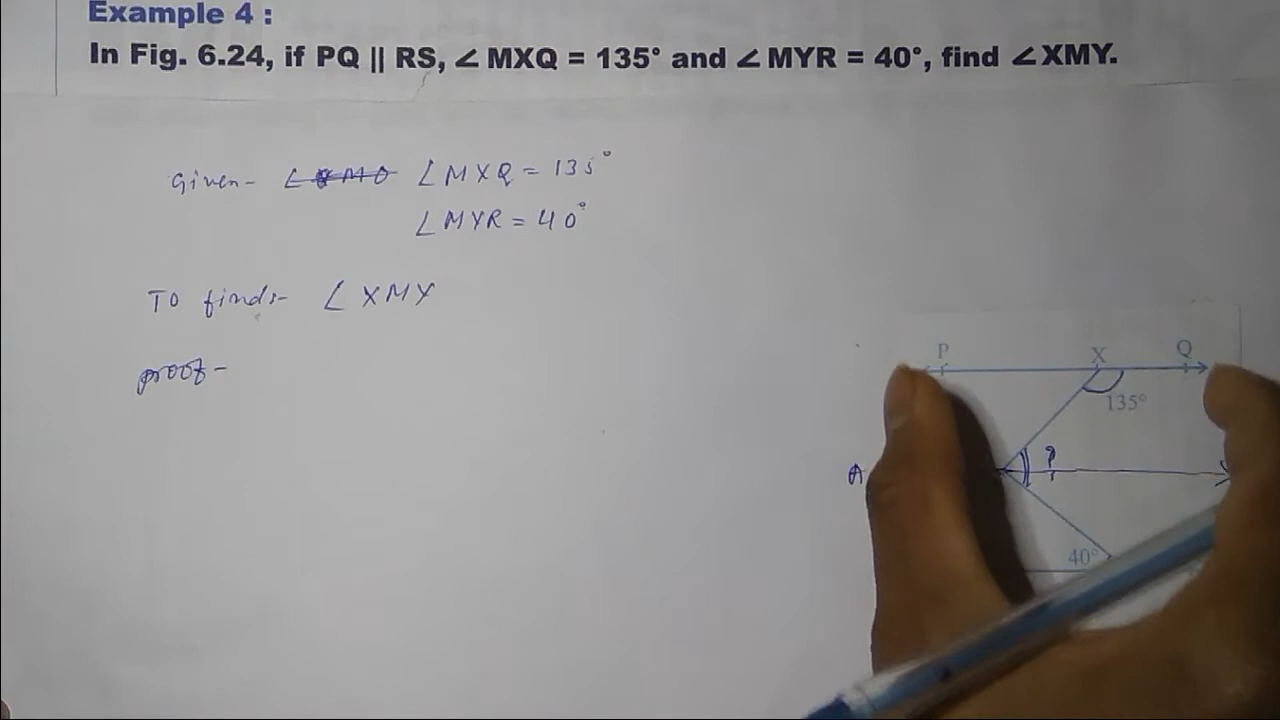 Example 4 :
In Fig. 6.24, if PQ || RS, ∠ MXQ = 135° and ∠ MYR = 40°, find ∠ XMY.
Given - ∠ MXQ = 135°
∠ MYR = 40°
To finds- ∠ XMY
proof -
P X Q
135°
A ?
40°